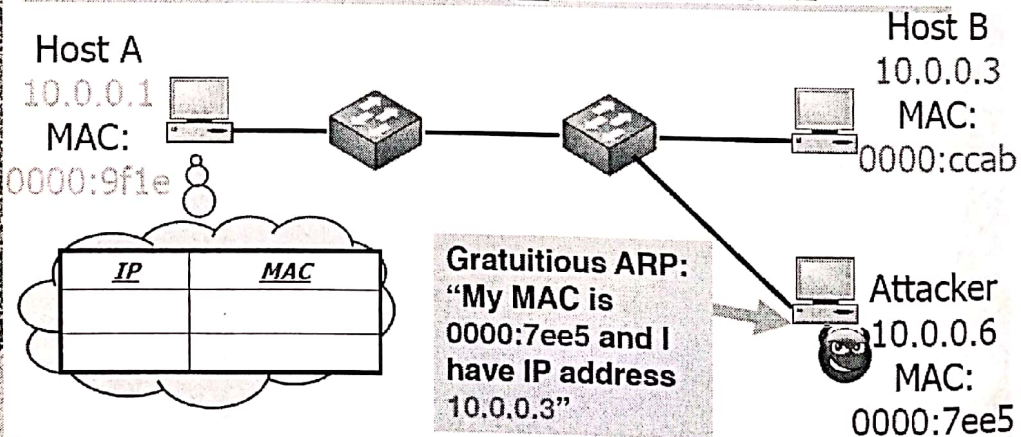 Host A
10.0.0.1
MAC:
0000:9f1e
IP MAC
Gratuitious ARP:
“My MAC is
0000:7ee5 and I
have IP address
10.0.0.3”
Host B
10.0.0.3
MAC:
0000:ccab
Attacker
10.0.0.6
MAC:
0000:7ee5